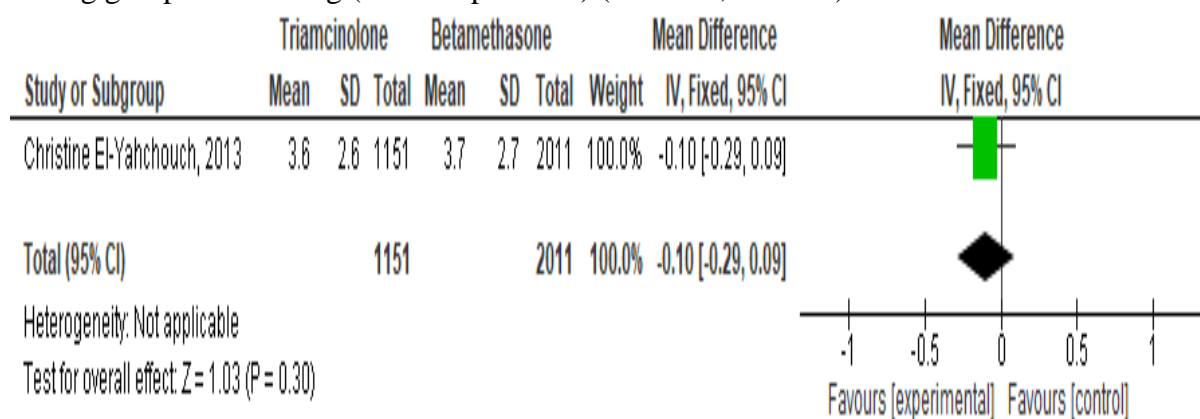 Triamcinolone Betamethasone Mean Difference Mean Difference
Study or Subgroup Mean SD Total Mean SD Total Weight IV, Fixed, 95% CI IV, Fixed, 95% CI
Christine El-Yahchouch, 2013 3.6 2.6 1151 3.7 2.7 2011 100.0% -0.10 [-0.29, 0.09]
Total (95% CI) 1151 2011 100.0% -0.10 [-0.29, 0.09]
Heterogeneity: Not applicable
Test for overall effect: Z = 1.03 (P = 0.30)
-1 -0.5 0 0.5 1
Favours [experimental] Favours [control]